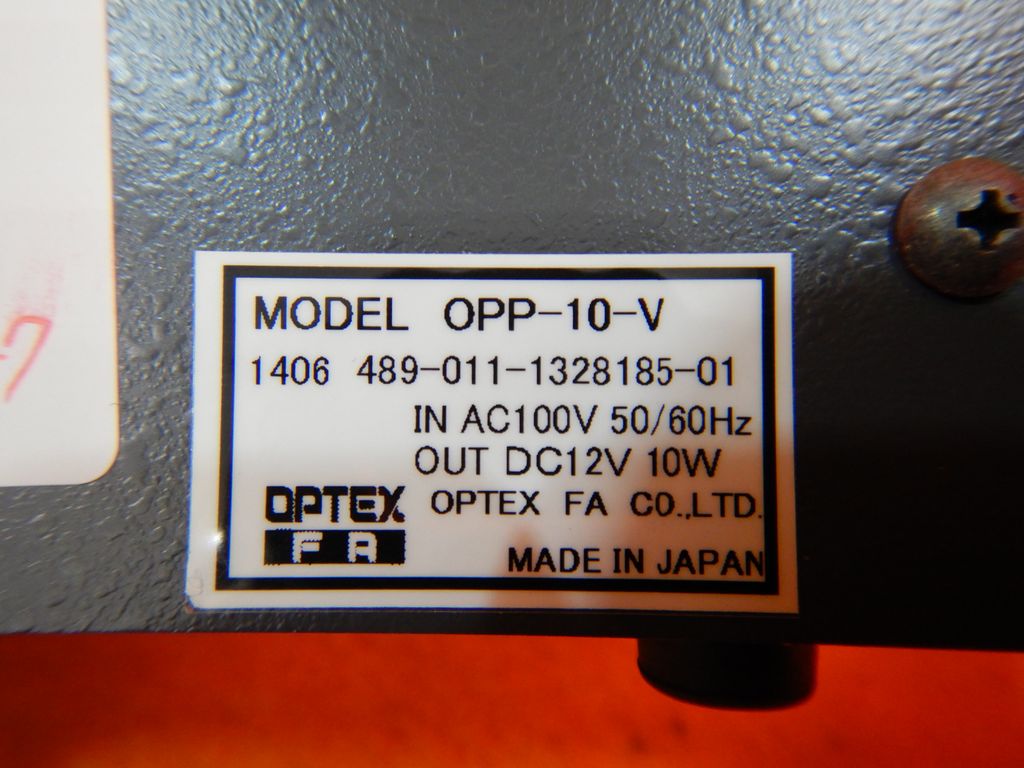 MODEL OPP-10-V
1406 489-011-1328185-01
IN AC100V 50/60Hz
OUT DC12V 10W
OPTEX FA
OPTEX FA CO.,LTD.
MADE IN JAPAN
-7